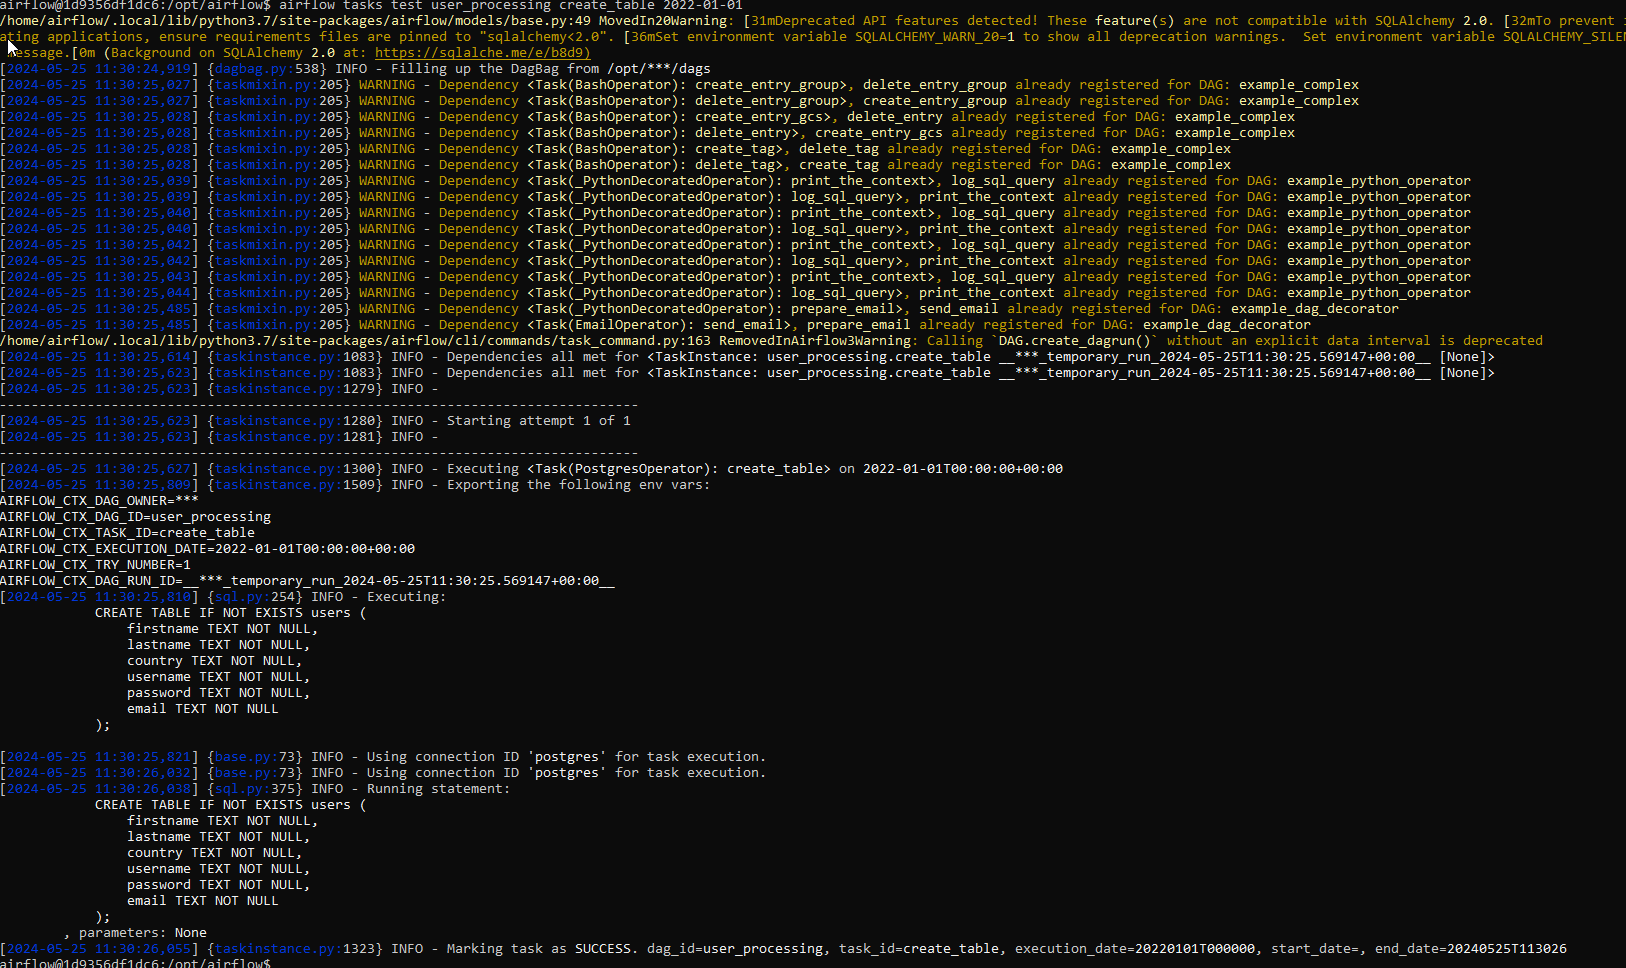 airflow@1d9356df1dc6:/opt/airflow$ airflow tasks test user_processing create_table 2022-01-01
/home/airflow/.local/lib/python3.7/site-packages/airflow/models/base.py:49 MovedIn20Warning: [31mDeprecated API features detected! These feature(s) are not compatible with SQLAlchemy 2.0. [32mTo prevent
ating applications, ensure requirements files are pinned to "sqlalchemy<2.0". [36mSet environment variable SQLALCHEMY_WARN_20=1 to show all deprecation warnings.  Set environment variable SQLALCHEMY_SILEN
message.[0m (Background on SQLAlchemy 2.0 at: https://sqlalche.me/e/b8d9)
[2024-05-25 11:30:24,919] {dagbag.py:538} INFO - Filling up the DagBag from /opt/***/dags
[2024-05-25 11:30:25,027] {taskmixin.py:205} WARNING - Dependency <Task(BashOperator): create_entry_group>, delete_entry_group already registered for DAG: example_complex
[2024-05-25 11:30:25,027] {taskmixin.py:205} WARNING - Dependency <Task(BashOperator): delete_entry_group>, create_entry_group already registered for DAG: example_complex
[2024-05-25 11:30:25,028] {taskmixin.py:205} WARNING - Dependency <Task(BashOperator): create_entry_gcs>, delete_entry already registered for DAG: example_complex
[2024-05-25 11:30:25,028] {taskmixin.py:205} WARNING - Dependency <Task(BashOperator): delete_entry>, create_entry_gcs already registered for DAG: example_complex
[2024-05-25 11:30:25,028] {taskmixin.py:205} WARNING - Dependency <Task(BashOperator): create_tag>, delete_tag already registered for DAG: example_complex
[2024-05-25 11:30:25,028] {taskmixin.py:205} WARNING - Dependency <Task(BashOperator): delete_tag>, create_tag already registered for DAG: example_complex
[2024-05-25 11:30:25,039] {taskmixin.py:205} WARNING - Dependency <Task(_PythonDecoratedOperator): print_the_context>, log_sql_query already registered for DAG: example_python_operator
[2024-05-25 11:30:25,039] {taskmixin.py:205} WARNING - Dependency <Task(_PythonDecoratedOperator): log_sql_query>, print_the_context already registered for DAG: example_python_operator
[2024-05-25 11:30:25,040] {taskmixin.py:205} WARNING - Dependency <Task(_PythonDecoratedOperator): print_the_context>, log_sql_query already registered for DAG: example_python_operator
[2024-05-25 11:30:25,040] {taskmixin.py:205} WARNING - Dependency <Task(_PythonDecoratedOperator): log_sql_query>, print_the_context already registered for DAG: example_python_operator
[2024-05-25 11:30:25,042] {taskmixin.py:205} WARNING - Dependency <Task(_PythonDecoratedOperator): print_the_context>, log_sql_query already registered for DAG: example_python_operator
[2024-05-25 11:30:25,042] {taskmixin.py:205} WARNING - Dependency <Task(_PythonDecoratedOperator): log_sql_query>, print_the_context already registered for DAG: example_python_operator
[2024-05-25 11:30:25,043] {taskmixin.py:205} WARNING - Dependency <Task(_PythonDecoratedOperator): print_the_context>, log_sql_query already registered for DAG: example_python_operator
[2024-05-25 11:30:25,044] {taskmixin.py:205} WARNING - Dependency <Task(_PythonDecoratedOperator): log_sql_query>, print_the_context already registered for DAG: example_python_operator
[2024-05-25 11:30:25,485] {taskmixin.py:205} WARNING - Dependency <Task(_PythonDecoratedOperator): prepare_email>, send_email already registered for DAG: example_dag_decorator
[2024-05-25 11:30:25,485] {taskmixin.py:205} WARNING - Dependency <Task(EmailOperator): send_email>, prepare_email already registered for DAG: example_dag_decorator
/home/airflow/.local/lib/python3.7/site-packages/airflow/cli/commands/task_command.py:163 RemovedInAirflow3Warning: Calling `DAG.create_dagrun()` without an explicit data interval is deprecated
[2024-05-25 11:30:25,614] {taskinstance.py:1083} INFO - Dependencies all met for <TaskInstance: user_processing.create_table __***_temporary_run_2024-05-25T11:30:25.569147+00:00__ [None]>
[2024-05-25 11:30:25,623] {taskinstance.py:1083} INFO - Dependencies all met for <TaskInstance: user_processing.create_table __***_temporary_run_2024-05-25T11:30:25.569147+00:00__ [None]>
[2024-05-25 11:30:25,623] {taskinstance.py:1279} INFO -
--------------------------------------------------------------------------------
[2024-05-25 11:30:25,623] {taskinstance.py:1280} INFO - Starting attempt 1 of 1
[2024-05-25 11:30:25,623] {taskinstance.py:1281} INFO -
--------------------------------------------------------------------------------
[2024-05-25 11:30:25,627] {taskinstance.py:1300} INFO - Executing <Task(PostgresOperator): create_table> on 2022-01-01T00:00:00+00:00
[2024-05-25 11:30:25,809] {taskinstance.py:1509} INFO - Exporting the following env vars:
AIRFLOW_CTX_DAG_OWNER=***
AIRFLOW_CTX_DAG_ID=user_processing
AIRFLOW_CTX_TASK_ID=create_table
AIRFLOW_CTX_EXECUTION_DATE=2022-01-01T00:00:00+00:00
AIRFLOW_CTX_TRY_NUMBER=1
AIRFLOW_CTX_DAG_RUN_ID=__***_temporary_run_2024-05-25T11:30:25.569147+00:00__
[2024-05-25 11:30:25,810] {sql.py:254} INFO - Executing:
CREATE TABLE IF NOT EXISTS users (
firstname TEXT NOT NULL,
lastname TEXT NOT NULL,
country TEXT NOT NULL,
username TEXT NOT NULL,
password TEXT NOT NULL,
email TEXT NOT NULL
);
[2024-05-25 11:30:25,821] {base.py:73} INFO - Using connection ID 'postgres' for task execution.
[2024-05-25 11:30:26,032] {base.py:73} INFO - Using connection ID 'postgres' for task execution.
[2024-05-25 11:30:26,038] {sql.py:375} INFO - Running statement:
CREATE TABLE IF NOT EXISTS users (
firstname TEXT NOT NULL,
lastname TEXT NOT NULL,
country TEXT NOT NULL,
username TEXT NOT NULL,
password TEXT NOT NULL,
email TEXT NOT NULL
);
, parameters: None
[2024-05-25 11:30:26,055] {taskinstance.py:1323} INFO - Marking task as SUCCESS. dag_id=user_processing, task_id=create_table, execution_date=20220101T000000, start_date=, end_date=20240525T113026
airflow@1d9356df1dc6:/opt/airflow$